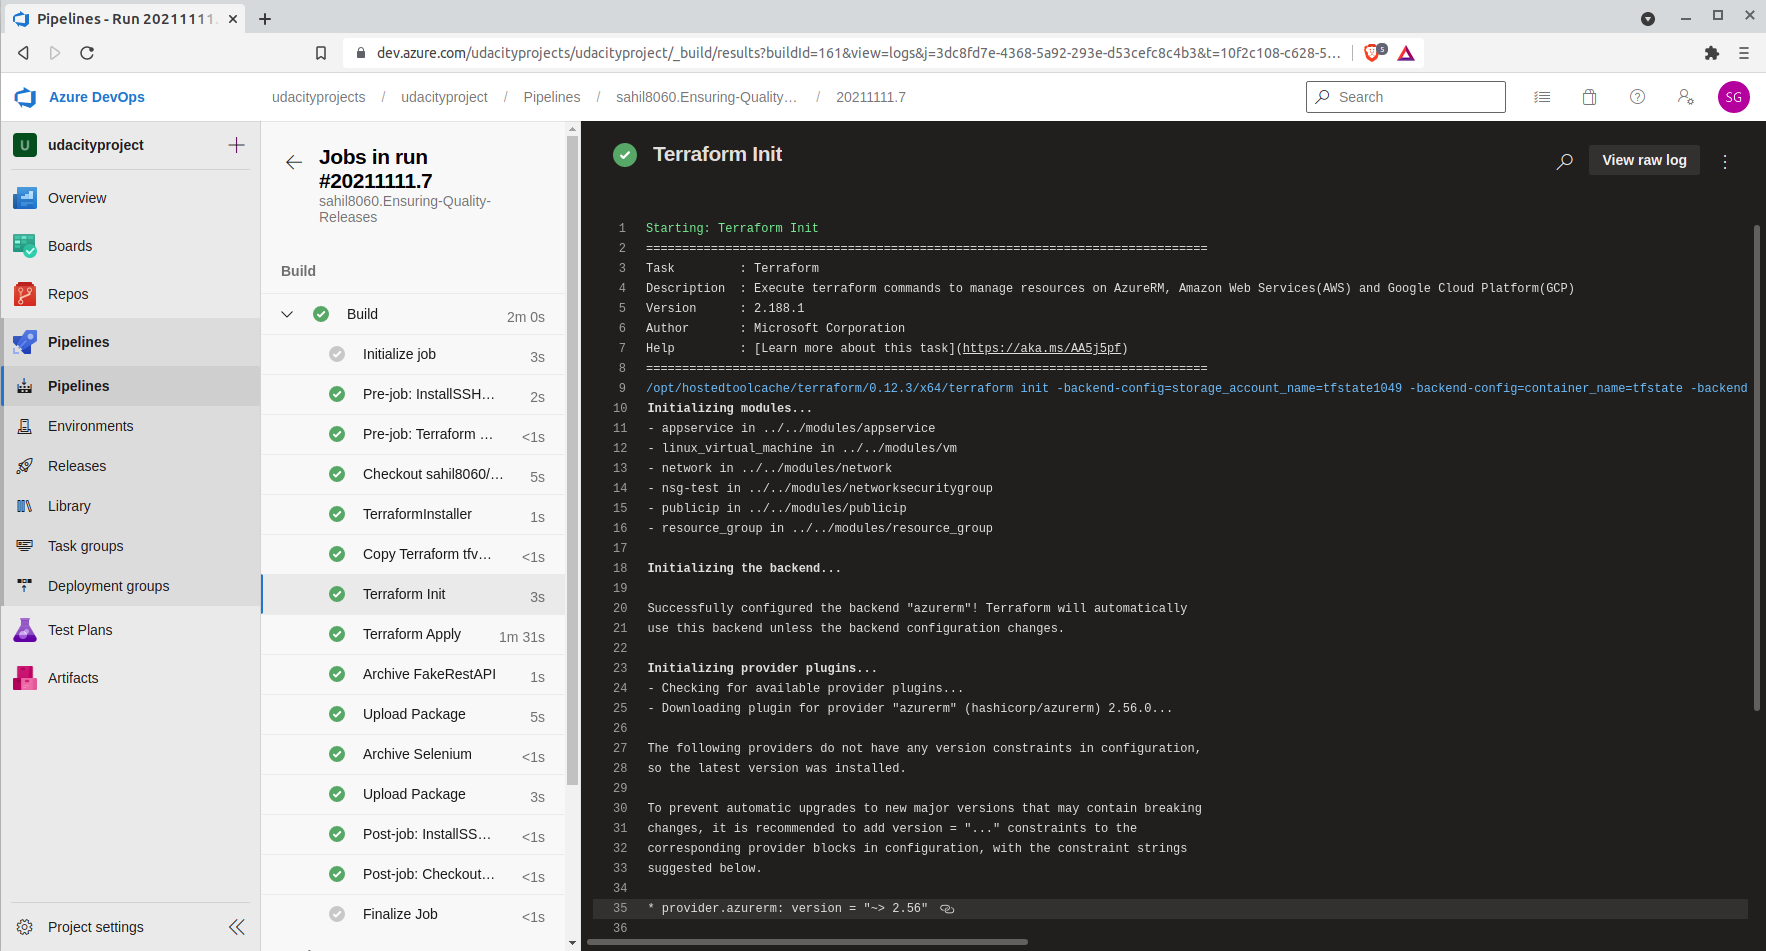 Pipelines - Run 20211111.
dev.azure.com/udacityprojects/udacityproject/_build/results?buildId=161&view=logs&j=3dc8fd7e-4368-5a92-293e-d53cefc8c4b3&t=10f2c108-c628-5...
5
Azure DevOps
udacityprojects / udacityproject / Pipelines / sahil8060.Ensuring-Quality... / 20211111.7
Search
SG
U udacityproject
Overview
Boards
Repos
Pipelines
Pipelines
Environments
Releases
Library
Task groups
Deployment groups
Test Plans
Artifacts
Project settings
Jobs in run
#20211111.7
sahil8060.Ensuring-Quality-
Releases
Build
Build 2m 0s
Initialize job 3s
Pre-job: InstallSSH... 2s
Pre-job: Terraform ... <1s
Checkout sahil8060/... 5s
TerraformInstaller 1s
Copy Terraform tfv... <1s
Terraform Init 3s
Terraform Apply 1m 31s
Archive FakeRestAPI 1s
Upload Package 5s
Archive Selenium <1s
Upload Package 3s
Post-job: InstallSS... <1s
Post-job: Checkout... <1s
Finalize Job <1s
Terraform Init
View raw log
1 Starting: Terraform Init
2 ==============================================================================
3 Task : Terraform
4 Description : Execute terraform commands to manage resources on AzureRM, Amazon Web Services(AWS) and Google Cloud Platform(GCP)
5 Version : 2.188.1
6 Author : Microsoft Corporation
7 Help : [Learn more about this task](https://aka.ms/AA5j5pf)
8 ==============================================================================
9 /opt/hostedtoolcache/terraform/0.12.3/x64/terraform init -backend-config=storage_account_name=tfstate1049 -backend-config=container_name=tfstate -backend
10 Initializing modules...
11 - appservice in ../../modules/appservice
12 - linux_virtual_machine in ../../modules/vm
13 - network in ../../modules/network
14 - nsg-test in ../../modules/networksecuritygroup
15 - publicip in ../../modules/publicip
16 - resource_group in ../../modules/resource_group
17
18 Initializing the backend...
19
20 Successfully configured the backend "azurerm"! Terraform will automatically
21 use this backend unless the backend configuration changes.
22
23 Initializing provider plugins...
24 - Checking for available provider plugins...
25 - Downloading plugin for provider "azurerm" (hashicorp/azurerm) 2.56.0...
26
27 The following providers do not have any version constraints in configuration,
28 so the latest version was installed.
29
30 To prevent automatic upgrades to new major versions that may contain breaking
31 changes, it is recommended to add version = "..." constraints to the
32 corresponding provider blocks in configuration, with the constraint strings
33 suggested below.
34
35 * provider.azurerm: version = "~> 2.56"
36